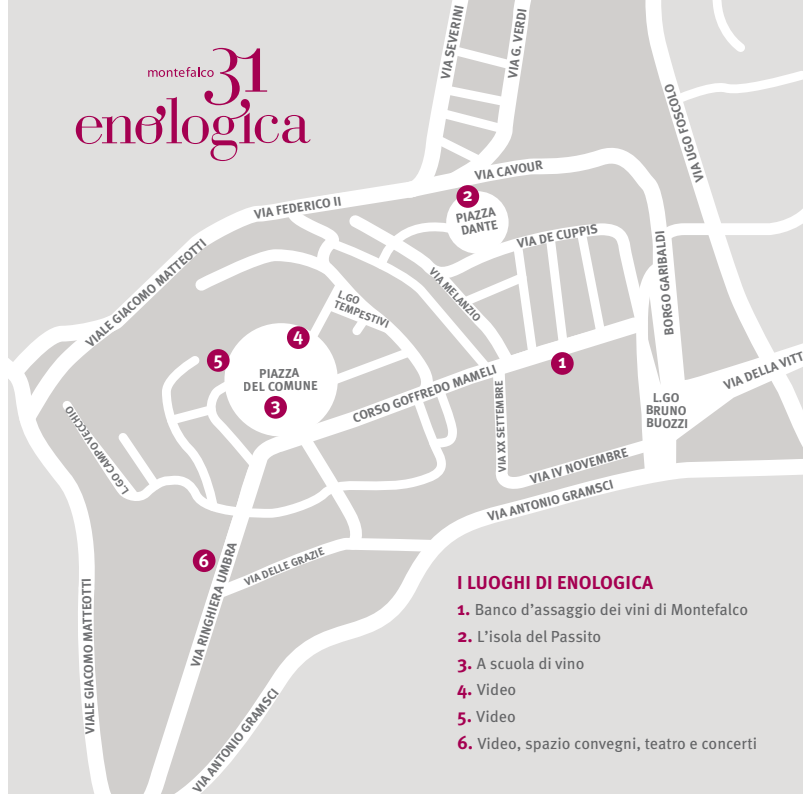 montefalco 31
enologica
VIA SEVERINI
VIA G. VERDI
VIA UGO FOSCOLO
VIA CAVOUR
VIA FEDERICO II
2
PIAZZA
DANTE
VIA DE CUPPIS
VIALE GIACOMO MATTEOTTI
VIA MELANZIO
BORGO GARIBALDI
L.GO
TEMPESTIVI
4
5
1
PIAZZA
DEL COMUNE
3
CORSO GOFFREDO MAMELI
VIA DELLA VITT
L.GO
BRUNO
BUOZZI
L.GO CAMPOVECCHIO
VIA XX SETTEMBRE
VIA IV NOVEMBRE
VIA ANTONIO GRAMSCI
6
VIA RINGHIERA UMBRA
VIA DELLE GRAZIE
VIALE GIACOMO MATTEOTTI
VIA ANTONIO GRAMSCI
I LUOGHI DI ENOLOGICA
1. Banco d'assaggio dei vini di Montefalco
2. L'isola del Passito
3. A scuola di vino
4. Video
5. Video
6. Video, spazio convegni, teatro e concerti